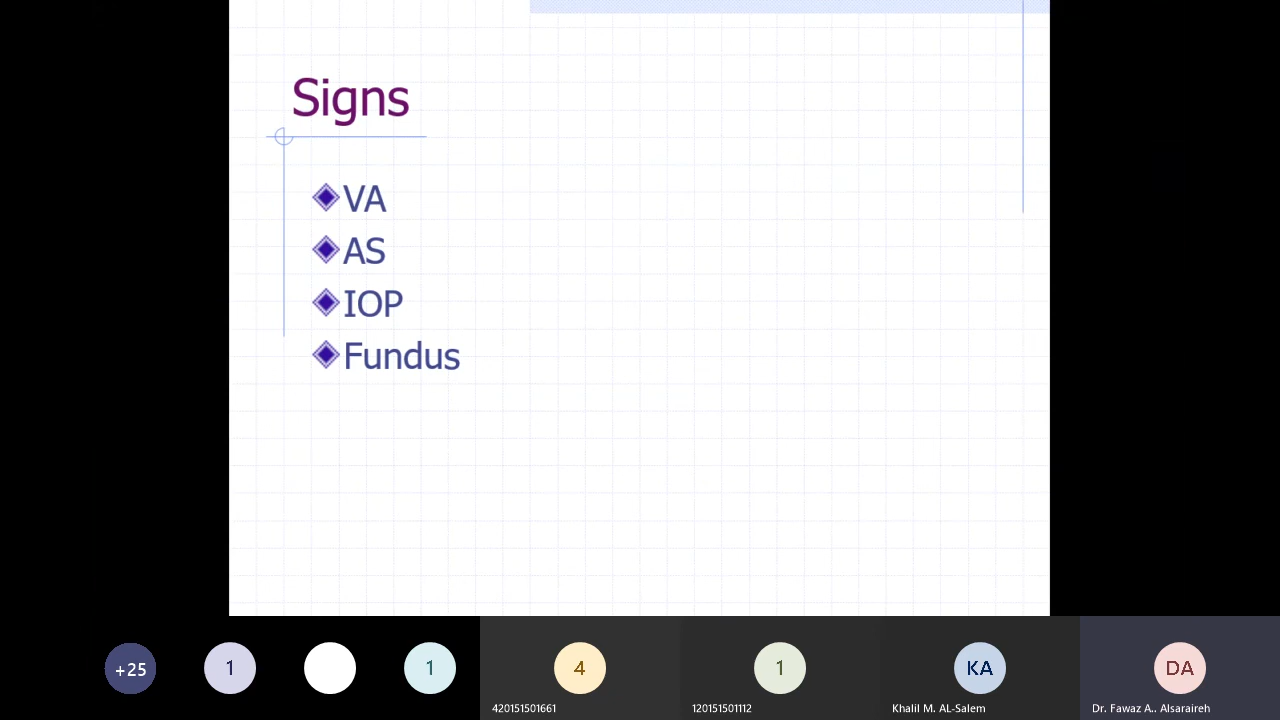 Signs
VA
AS
IOP
Fundus
+25
1
1
4
1
KA
DA
420151501661
120151501112
Khalil M. AL-Salem
Dr. Fawaz A.. Alsaraireh